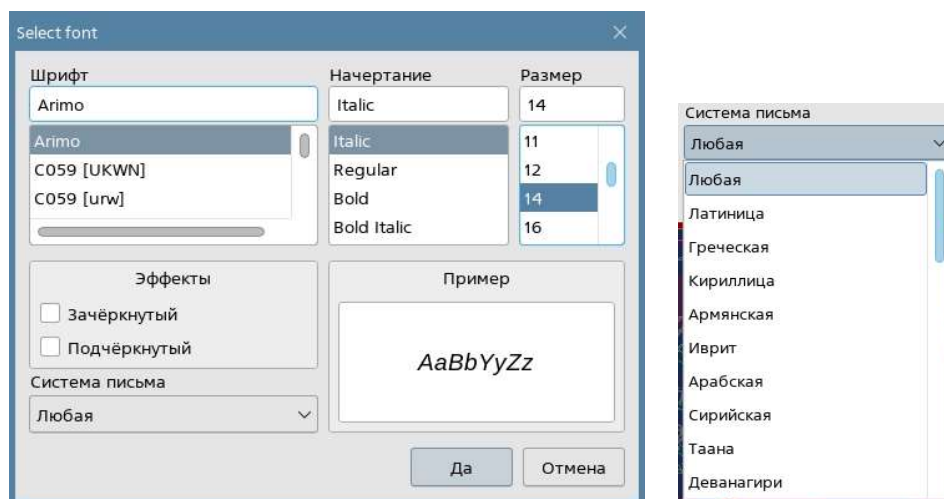 Select font
Шрифт
Начертание
Размер
Arimo
Italic
14
Arimo
C059 [UKWN]
C059 [urw]
Italic
Regular
Bold
Bold Italic
11
12
14
16
Эффекты
Зачёркнутый
Подчёркнутый
Система письма
Любая
Пример
AaBbYyZz
Да
Отмена
Система письма
Любая
Любая
Латиница
Греческая
Кириллица
Армянская
Иврит
Арабская
Сирийская
Таана
Деванагири